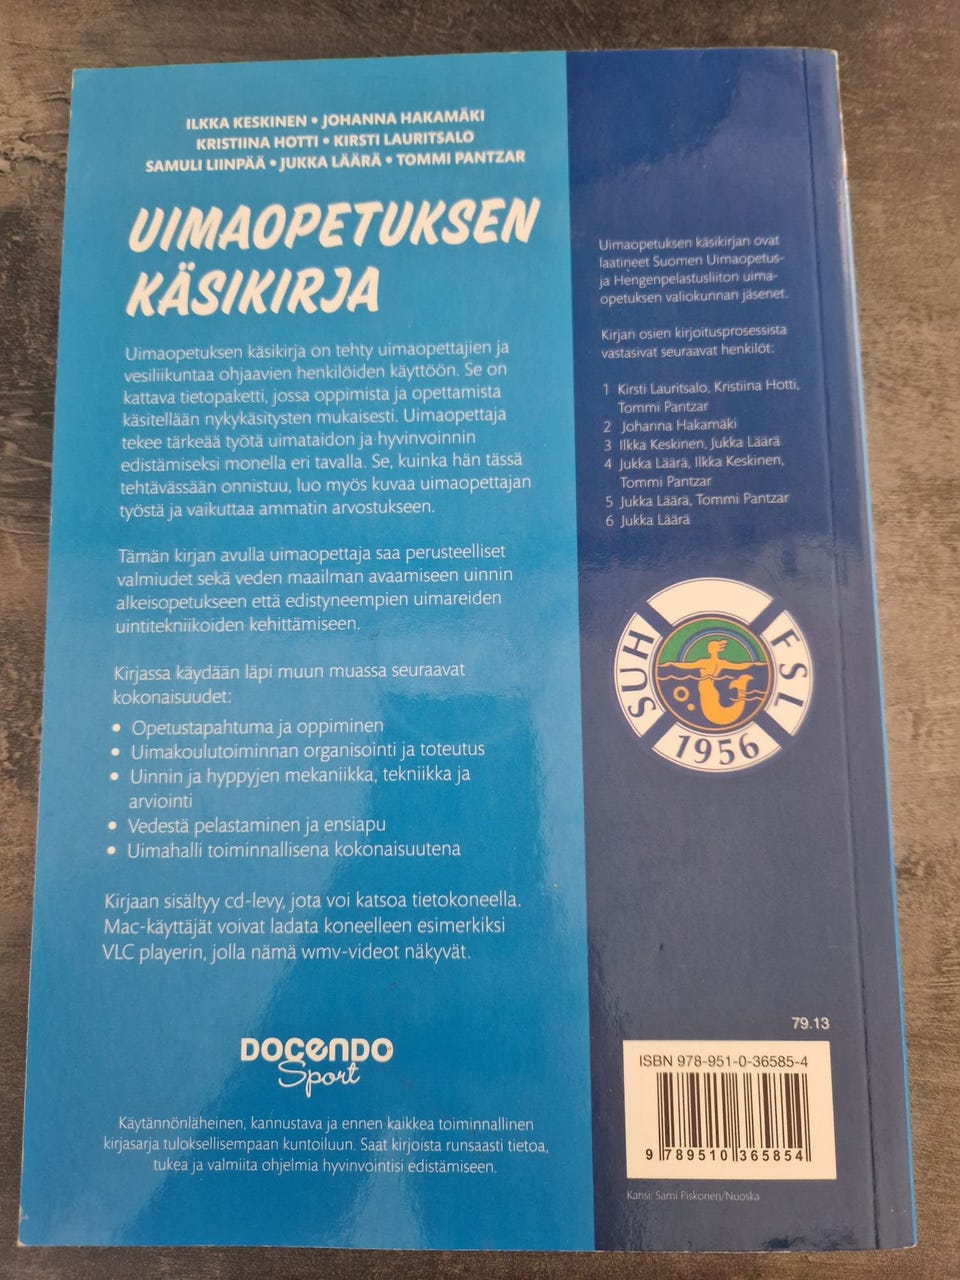 ILKKA KESKINEN • JOHANNA HAKAMÄKI
KRISTIINA HOTTI • KIRSTI LAURITSALO
SAMULI LIINPÄÄ • JUKKA LÄÄRÄ • TOMMI PANTZAR
UIMAOPETUKSEN
KÄSIKIRJA
Uimaopetuksen käsikirja on tehty uimaopettajien ja
vesiliikuntaa ohjaavien henkilöiden käyttöön. Se on
kattava tietopaketti, jossa oppimista ja opettamista
käsitellään nykykäsitysten mukaisesti. Uimaopettaja
tekee tärkeää työtä uimataidon ja hyvinvoinnin
edistämiseksi monella eri tavalla. Se, kuinka hän tässä
tehtävässään onnistuu, luo myös kuvaa uimaopettajan
työstä ja vaikuttaa ammatin arvostukseen.
Tämän kirjan avulla uimaopettaja saa perusteelliset
valmiudet sekä veden maailman avaamiseen uinnin
alkeisopetukseen että edistyneempien uimareiden
uintitekniikoiden kehittämiseen.
Kirjassa käydään läpi muun muassa seuraavat
kokonaisuudet:
• Opetustapahtuma ja oppiminen
• Uimakoulutoiminnan organisointi ja toteutus
• Uinnin ja hyppyjen mekaniikka, tekniikka ja
arviointi
• Vedestä pelastaminen ja ensiapu
• Uimahalli toiminnallisena kokonaisuutena
Kirjaan sisältyy cd-levy, jota voi katsoa tietokoneella.
Mac-käyttäjät voivat ladata koneelleen esimerkiksi
VLC playerin, jolla nämä wmv-videot näkyvät.
DOCENDO
Sport
Käytännönläheinen, kannustava ja ennen kaikkea toiminnallinen
kirjasarja tuloksellisempaan kuntoiluun. Saat kirjoista runsaasti tietoa,
tukea ja valmiita ohjelmia hyvinvointisi edistämiseen.
Uimaopetuksen käsikirjan ovat
laatineet Suomen Uimaopetus-
ja Hengenpelastusliiton uima-
opetuksen valiokunnan jäsenet.
Kirjan osien kirjoitusprosessista
vastasivat seuraavat henkilöt:
1 Kirsti Lauritsalo, Kristiina Hotti,
Tommi Pantzar
2 Johanna Hakamäki
3 Ilkka Keskinen, Jukka Läärä
4 Jukka Läärä, Ilkka Keskinen,
Tommi Pantzar
5 Jukka Läärä, Tommi Pantzar
6 Jukka Läärä
SUH
FSL
1956
79.13
ISBN 978-951-0-36585-4
9 789510 365854
Kansi: Sami Piskonen/Nuoska